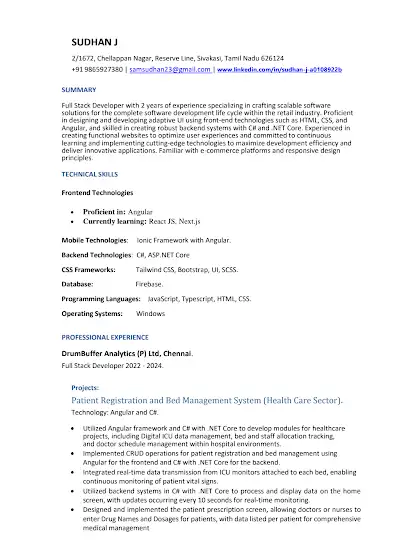 SUDHAN J
2/1672, Chellappan Nagar, Reserve Line, Sivakasi, Tamil Nadu 626124
+91 9865927380 | samsudhan23@gmail.com | www.linkedin.com/in/sudhan-j-a0108922b
SUMMARY
Full Stack Developer with 2 years of experience specializing in crafting scalable software
solutions for the complete software development life cycle within the retail industry. Proficient
in designing and developing adaptive UI using front-end technologies such as HTML, CSS, and
Angular, and skilled in creating robust backend systems with C# and .NET Core. Experienced in
creating functional websites to optimize user experiences and committed to continuous
learning and implementing cutting-edge technologies to maximize development efficiency and
deliver innovative applications. Familiar with e-commerce platforms and responsive design
principles.
TECHNICAL SKILLS
Frontend Technologies
• Proficient in: Angular
• Currently learning: React JS, Next.js
Mobile Technologies: Ionic Framework with Angular.
Backend Technologies: C#, ASP.NET Core
CSS Frameworks: Tailwind CSS, Bootstrap, UI, SCSS.
Database: Firebase.
Programming Languages: JavaScript, Typescript, HTML, CSS.
Operating Systems: Windows
PROFESSIONAL EXPERIENCE
DrumBuffer Analytics (P) Ltd, Chennai.
Full Stack Developer 2022 - 2024.
Projects:
Patient Registration and Bed Management System (Health Care Sector).
Technology: Angular and C#.
• Utilized Angular framework and C# with .NET Core to develop modules for healthcare
projects, including Digital ICU data management, bed and staff allocation tracking,
and doctor schedule management within hospital environments.
• Implemented CRUD operations for patient registration and bed management using
Angular for the frontend and C# with .NET Core for the backend.
• Integrated real-time data transmission from ICU monitors attached to each bed, enabling
continuous monitoring of patient vital signs.
• Utilized backend systems in C# with .NET Core to process and display data on the home
screen, with updates occurring every 10 seconds for real-time monitoring.
• Designed and implemented the patient prescription screen, allowing doctors or nurses to
enter Drug Names and Dosages for patients, with data listed per patient for comprehensive
medical management